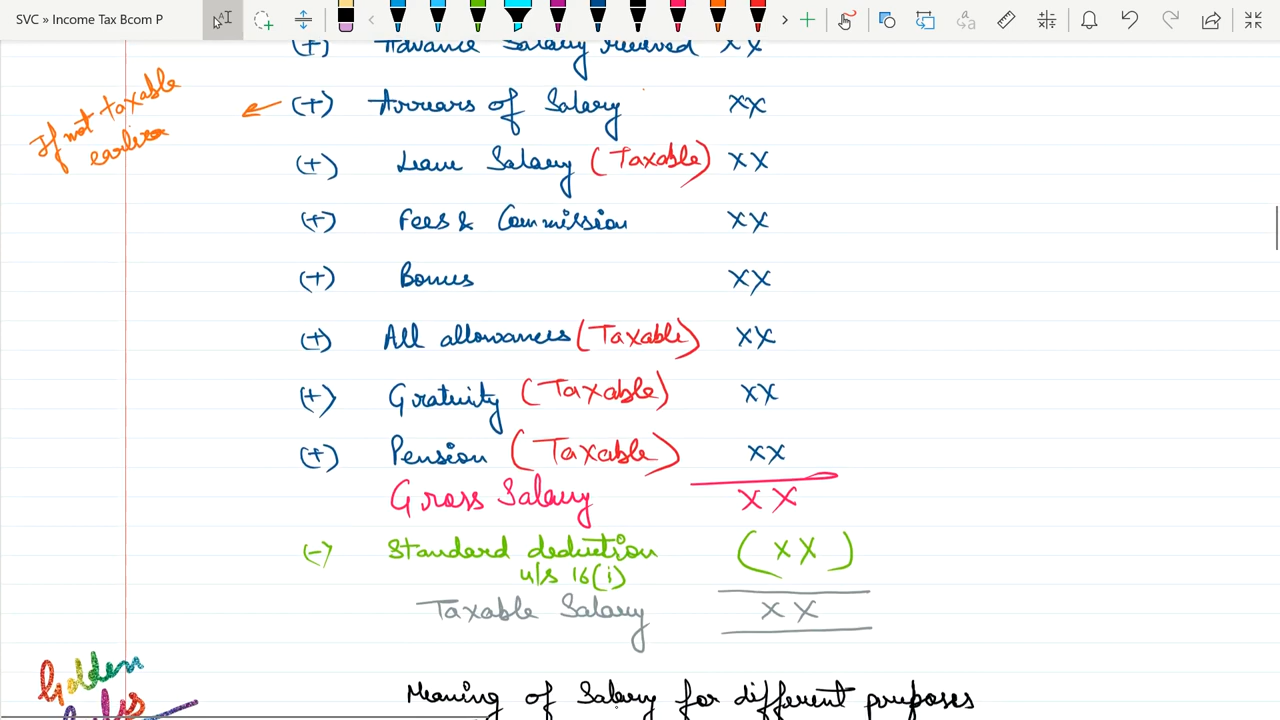 SVC » Income Tax Bcom P
(+) Advance Salary received XX
If not taxable earlier
(+) Arrears of Salary XX
(+) Leave Salary (Taxable) XX
(+) Fees & Commission XX
(+) Bonus XX
(+) All allowances (Taxable) XX
(+) Gratuity (Taxable) XX
(+) Pension (Taxable) XX
Gross Salary XX
(-) Standard deduction (XX)
u/s 16(i)
Taxable Salary XX
Golden
Rules
Meaning of Salary for different purposes